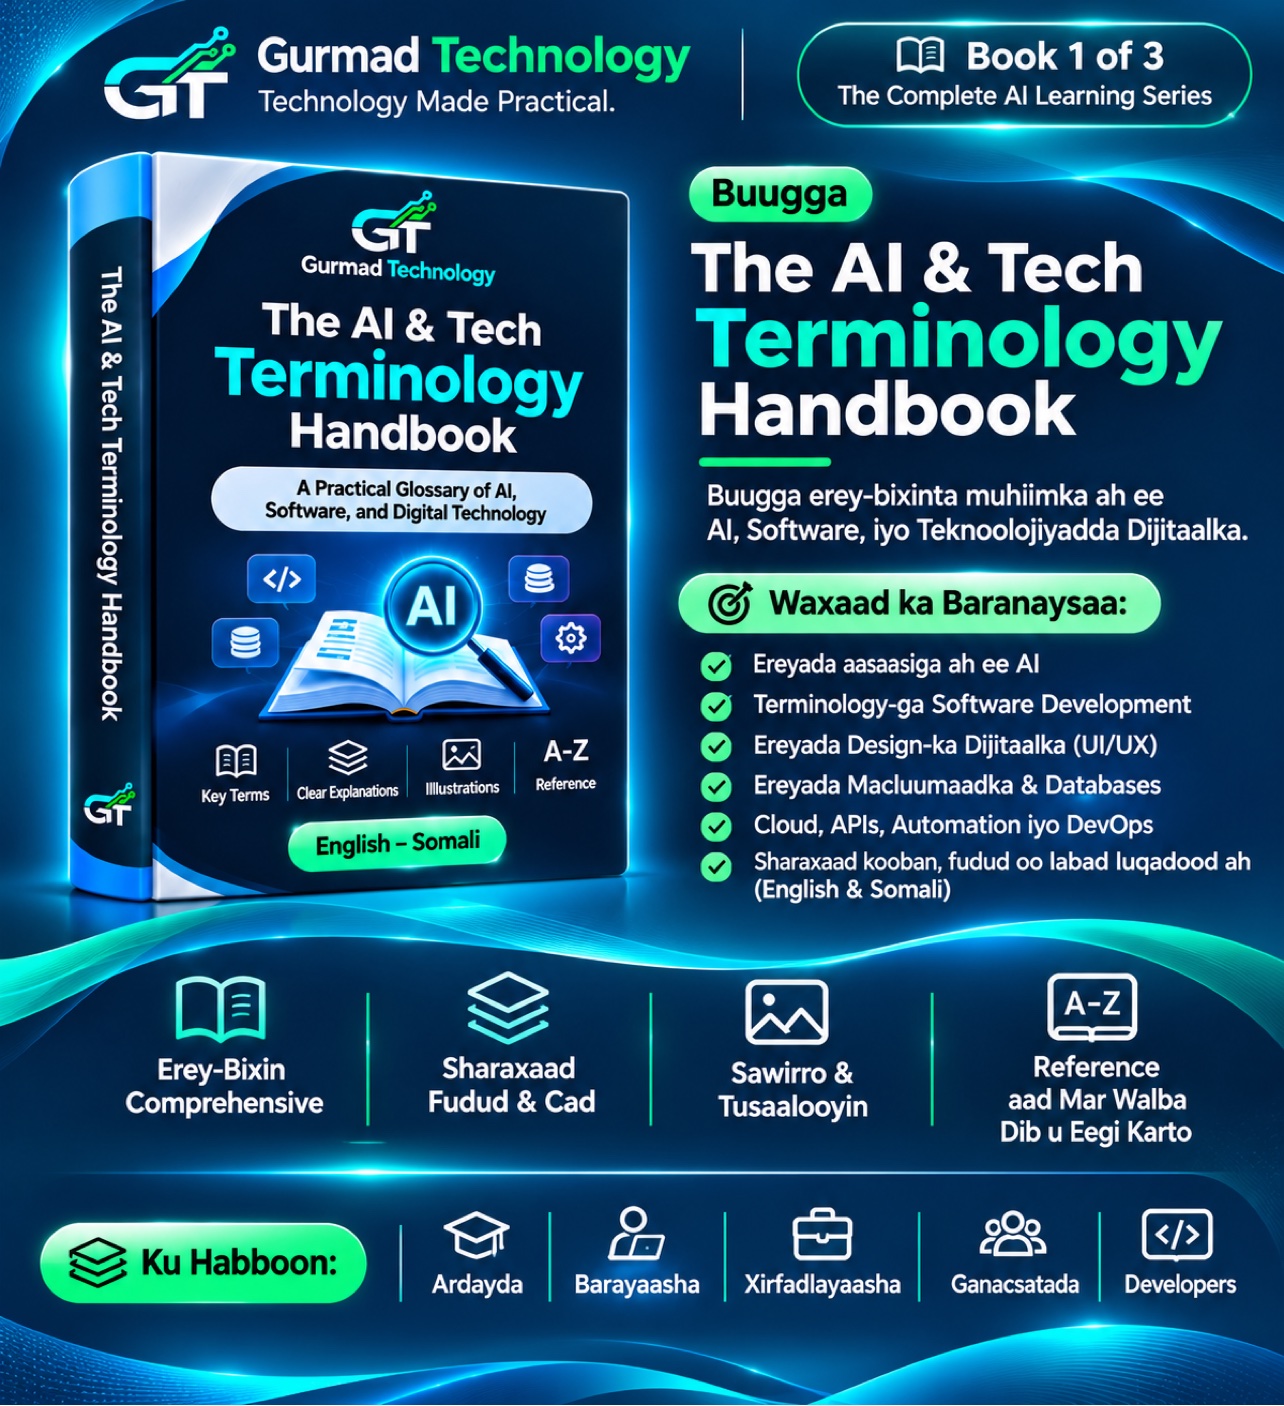 GT
Gurmad Technology
Technology Made Practical.
Book 1 of 3
The Complete AI Learning Series
The AI & Tech Terminology Handbook
GT
GT
Gurmad Technology
The AI & Tech
Terminology
Handbook
A Practical Glossary of AI,
Software, and Digital Technology
</>
AI
Key Terms
Clear Explanations
Illlustrations
A-Z
Reference
English – Somali
Buugga
The AI & Tech
Terminology
Handbook
Buugga erey-bixinta muhiimka ah ee
AI, Software, iyo Teknoolojiyadda Dijitaalka.
Waxaad ka Baranaysaa:
Ereyada aasaasiga ah ee AI
Terminology-ga Software Development
Ereyada Design-ka Dijitaalka (UI/UX)
Ereyada Macluumaadka & Databases
Cloud, APIs, Automation iyo DevOps
Sharaxaad kooban, fudud oo labad luqadood ah
(English & Somali)
Erey-Bixin
Comprehensive
Sharaxaad
Fudud & Cad
Sawirro &
Tusaalooyin
A-Z
Reference
aad Mar Walba
Dib u Eegi Karto
Ku Habboon:
Ardayda
Barayaasha
Xirfadlayaasha
Ganacsatada
</>
Developers